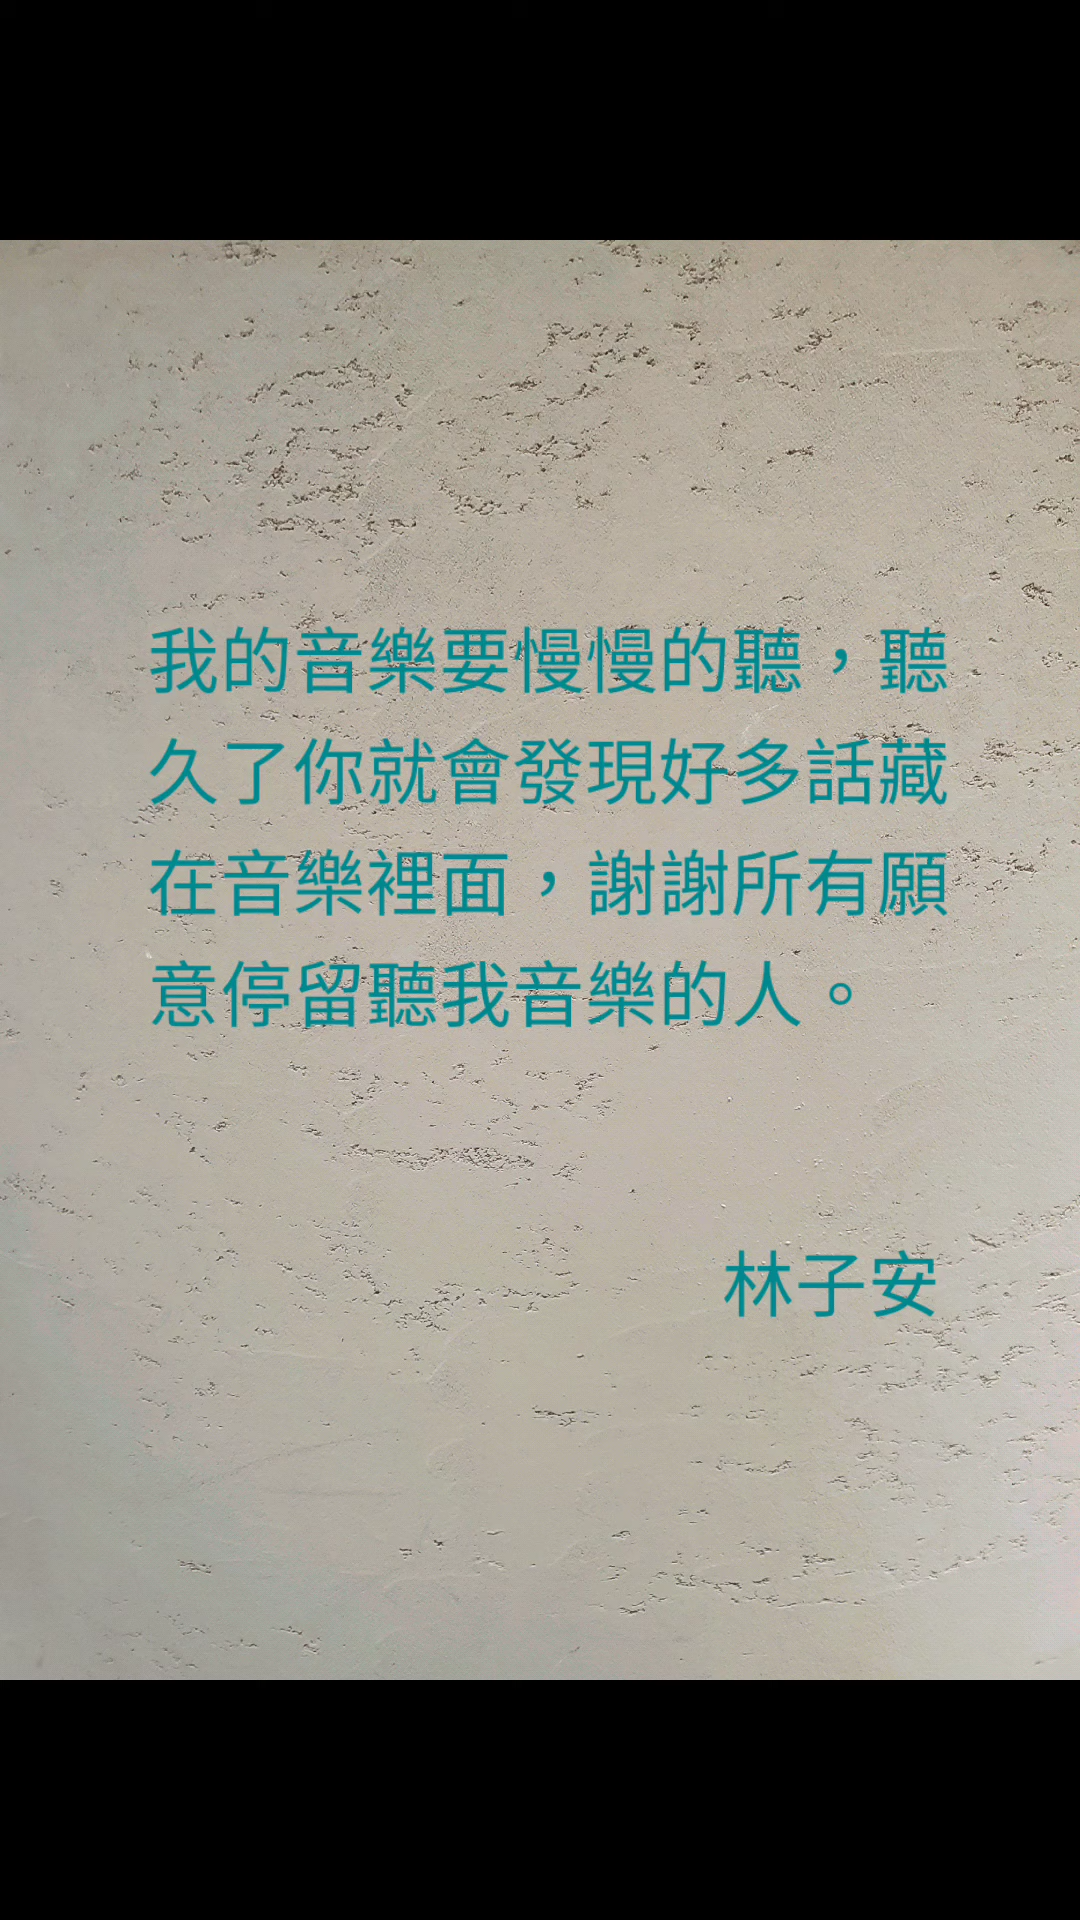 我的音樂要慢慢的聽，聽
久了你就會發現好多話藏
在音樂裡面，謝謝所有願
意停留聽我音樂的人。
林子安